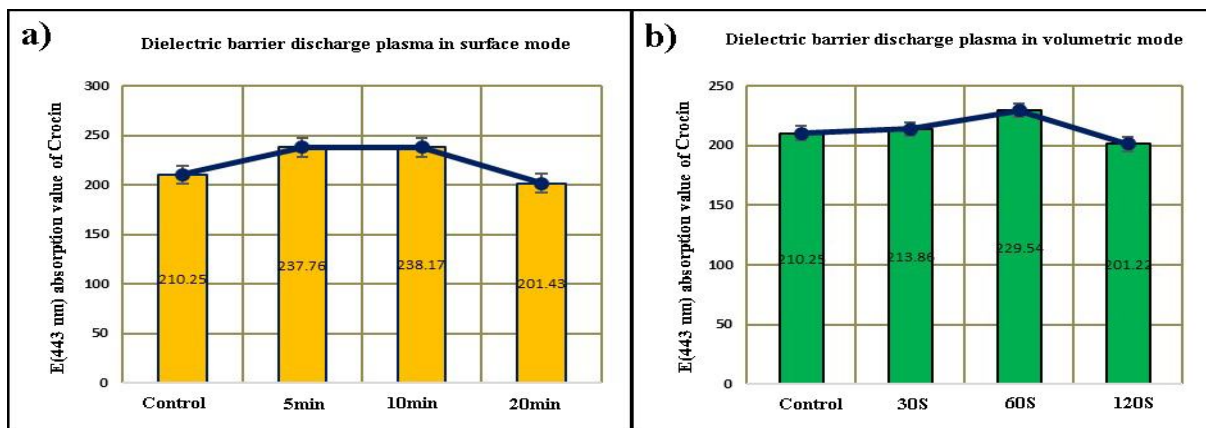 a)
Dielectric barrier discharge plasma in surface mode
E(443 nm) absorption value of Crocin
300
250
200
150
100
50
0
210.25
237.76
238.17
201.43
Control 5min 10min 20min
b)
Dielectric barrier discharge plasma in volumetric mode
E(443 nm) absorption value of Crocin
250
200
150
100
50
0
210.25
213.86
229.54
201.22
Control 30S 60S 120S